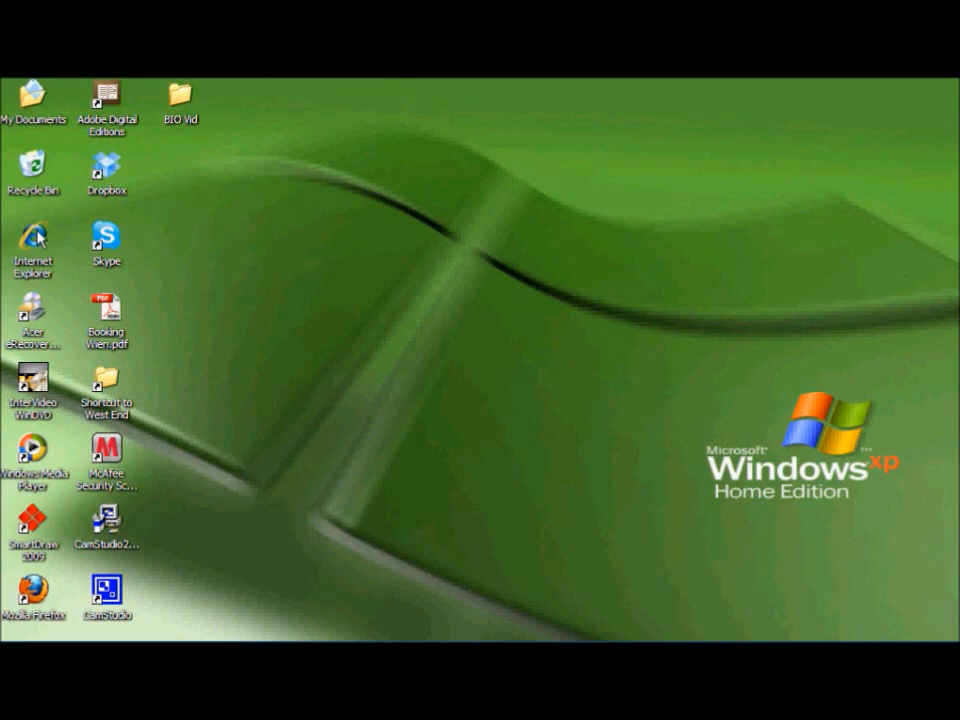 My Documents
Adobe Digital
Editions
BIO Vid
Recycle Bin
Dropbox
Internet
Explorer
Skype
Acer
eRecover...
PDF
Booking
Wien.pdf
InterVideo
WinDVD
Shortcut to
West End
Windows Media
Player
McAfee
Security Sc...
SmartDraw
2009
CamStudio2...
Mozilla Firefox
CamStudio
Microsoft®
Windows xp™
Home Edition